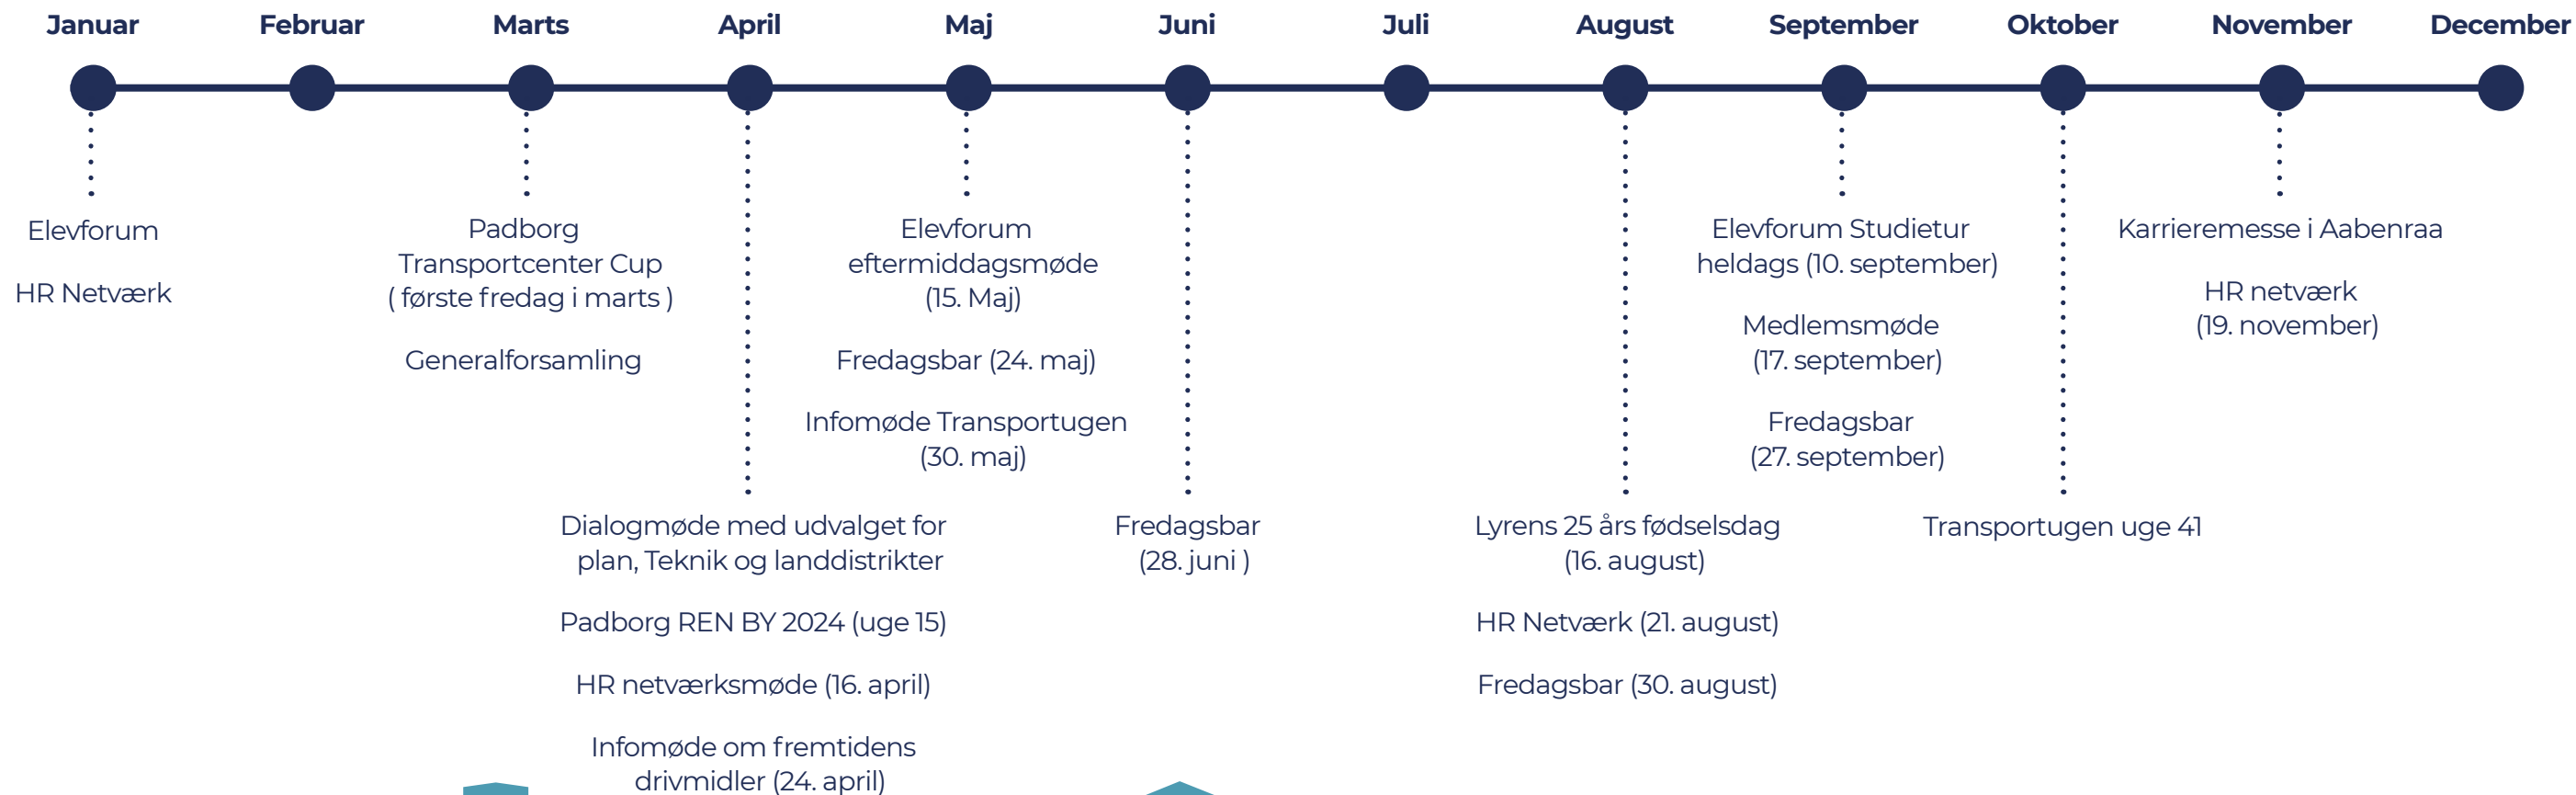 Januar
Februar
Marts
April
Maj
Juni
Juli
August
September
Oktober
November
December
Elevforum
HR Netværk
Padborg
Transportcenter Cup
( første fredag i marts )
Generalforsamling
Dialogmøde med udvalget for
plan, Teknik og landdistrikter
Padborg REN BY 2024 (uge 15)
HR netværksmøde (16. april)
Infomøde om fremtidens
drivmidler (24. april)
Elevforum
eftermiddagsmøde
(15. Maj)
Fredagsbar (24. maj)
Infomøde Transportugen
(30. maj)
Fredagsbar
(28. juni )
Lyrens 25 års fødselsdag
(16. august)
HR Netværk (21. august)
Fredagsbar (30. august)
Elevforum Studietur
heldags (10. september)
Medlemsmøde
(17. september)
Fredagsbar
(27. september)
Transportugen uge 41
Karrieremesse i Aabenraa
HR netværk
(19. november)